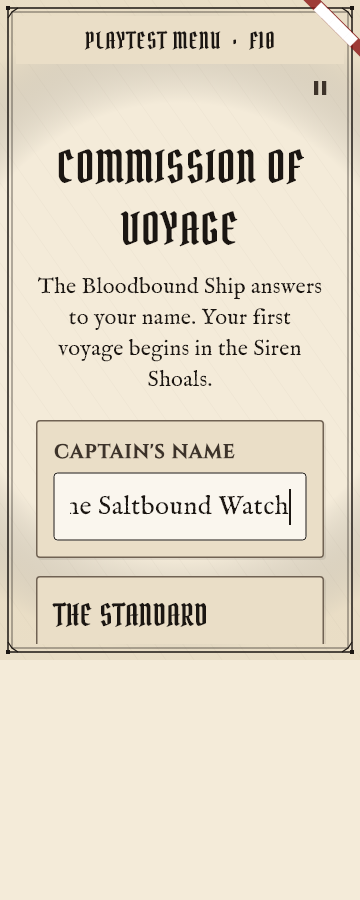 PLAYTEST MENU · F10
COMMISSION OF
VOYAGE
The Bloodbound Ship answers
to your name. Your first
voyage begins in the Siren
Shoals.
CAPTAIN'S NAME
Saltbound Watch
THE STANDARD